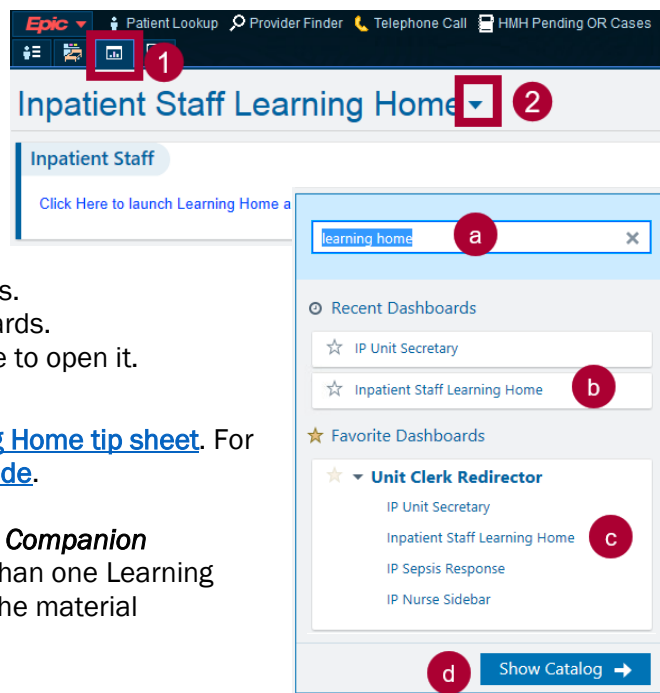 Epic Patient Lookup Provider Finder Telephone Call HMH Pending OR Cases
1
Inpatient Staff Learning Home 2
Inpatient Staff
Click Here to launch Learning Home a
learning home a
s.
Recent Dashboards
ards.
IP Unit Secretary
e to open it.
Inpatient Staff Learning Home b
g Home tip sheet. For
Favorite Dashboards
de.
Unit Clerk Redirector
IP Unit Secretary
Companion
Inpatient Staff Learning Home c
han one Learning
IP Sepsis Response
he material
IP Nurse Sidebar
d Show Catalog